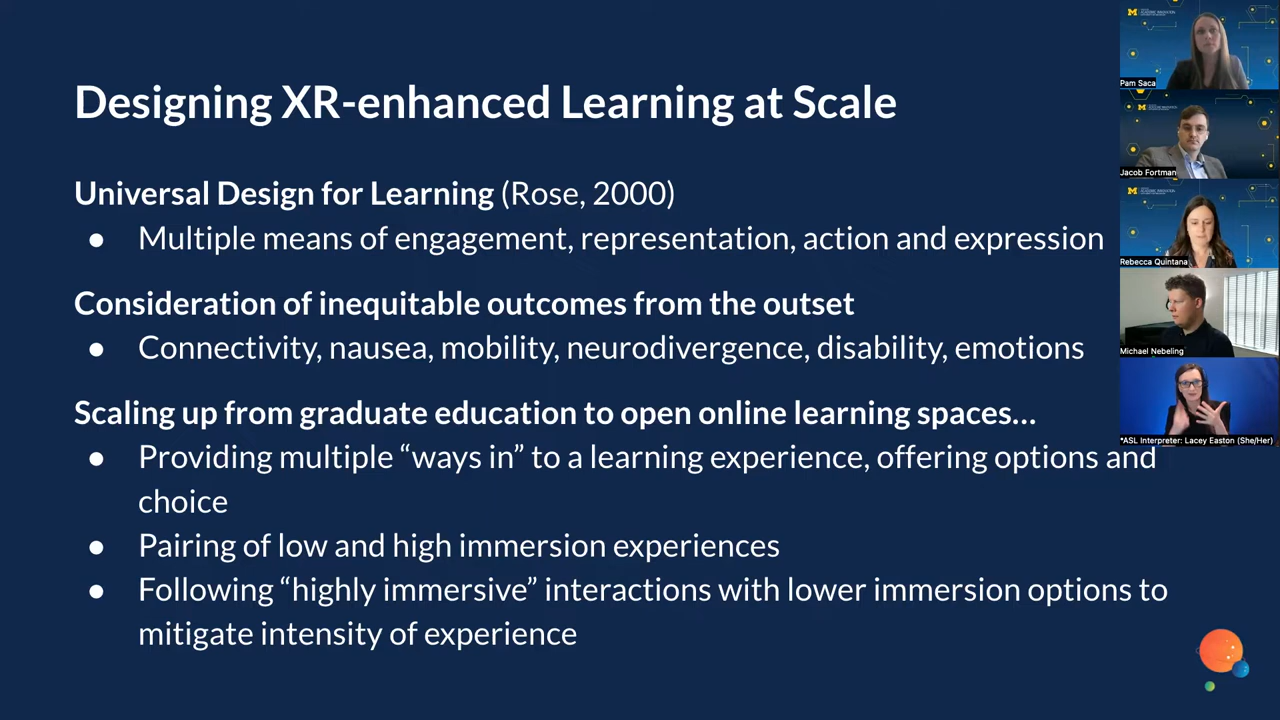 Designing XR-enhanced Learning at Scale
Universal Design for Learning (Rose, 2000)
● Multiple means of engagement, representation, action and expression
Consideration of inequitable outcomes from the outset
● Connectivity, nausea, mobility, neurodivergence, disability, emotions
Scaling up from graduate education to open online learning spaces...
● Providing multiple “ways in” to a learning experience, offering options and
choice
● Pairing of low and high immersion experiences
● Following “highly immersive” interactions with lower immersion options to
mitigate intensity of experience
M
Pam Saca
M
Jacob Fortman
M
Rebecca Quintana
Michael Nebeling
*ASL Interpreter: Lacey Easton (She/Her)